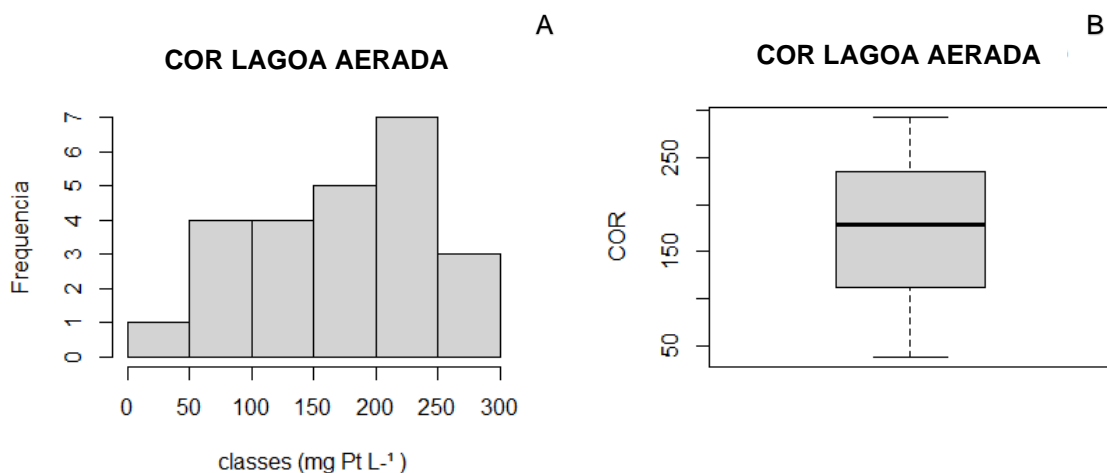 A
COR LAGOA AERADA
7
6
5
4
3
2
1
0
Frequencia
0 50 100 150 200 250 300
classes (mg Pt L-¹ )
B
COR LAGOA AERADA
250
150
50
COR